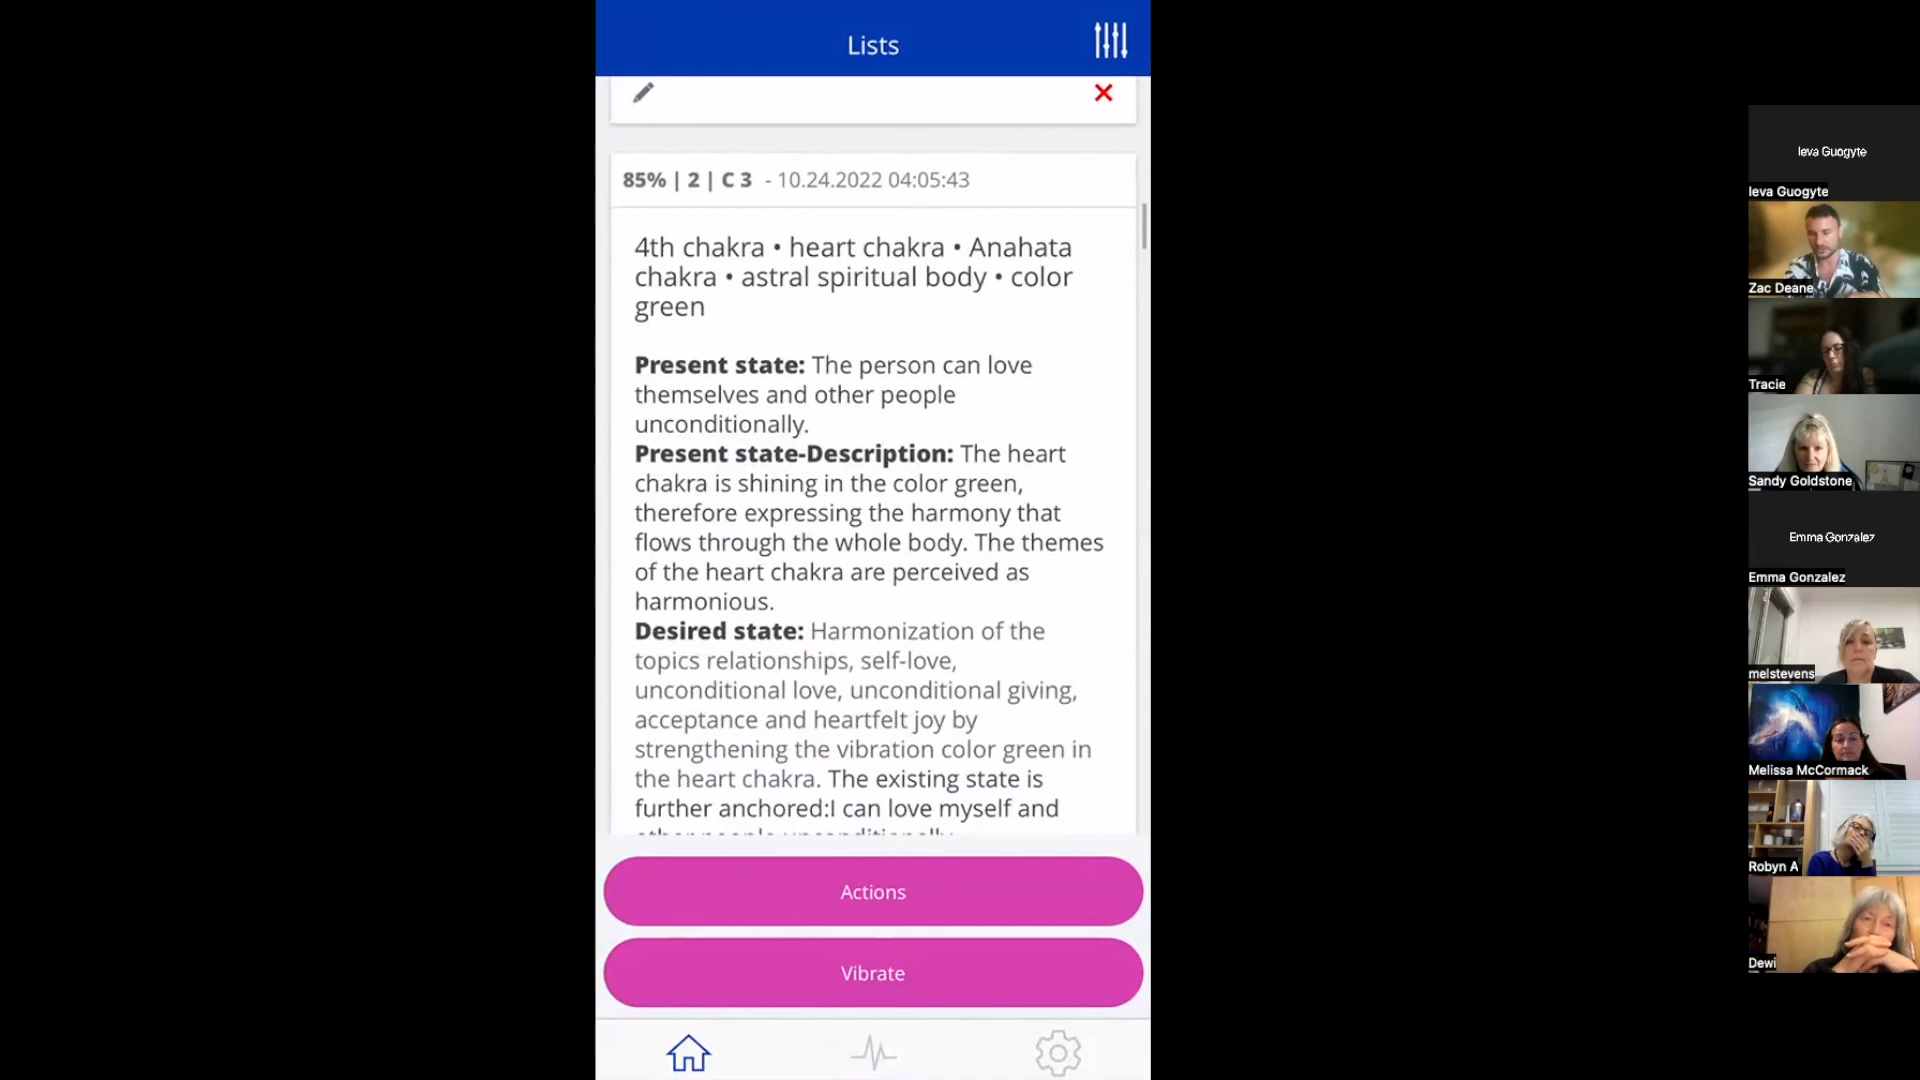 Lists
85% | 2 | C 3 - 10.24.2022 04:05:43
4th chakra • heart chakra • Anahata
chakra • astral spiritual body • color
green
Present state: The person can love
themselves and other people
unconditionally.
Present state-Description: The heart
chakra is shining in the color green,
therefore expressing the harmony that
flows through the whole body. The themes
of the heart chakra are perceived as
harmonious.
Desired state: Harmonization of the
topics relationships, self-love,
unconditional love, unconditional giving,
acceptance and heartfelt joy by
strengthening the vibration color green in
the heart chakra. The existing state is
further anchored:I can love myself and
other people unconditionally.
Actions
Vibrate
Ieva Guogyte
Ieva Guogyte
Zac Deane
Tracie
Sandy Goldstone
Emma Gonzalez
Emma Gonzalez
melstevens
Melissa McCormack
Robyn A
Dewi